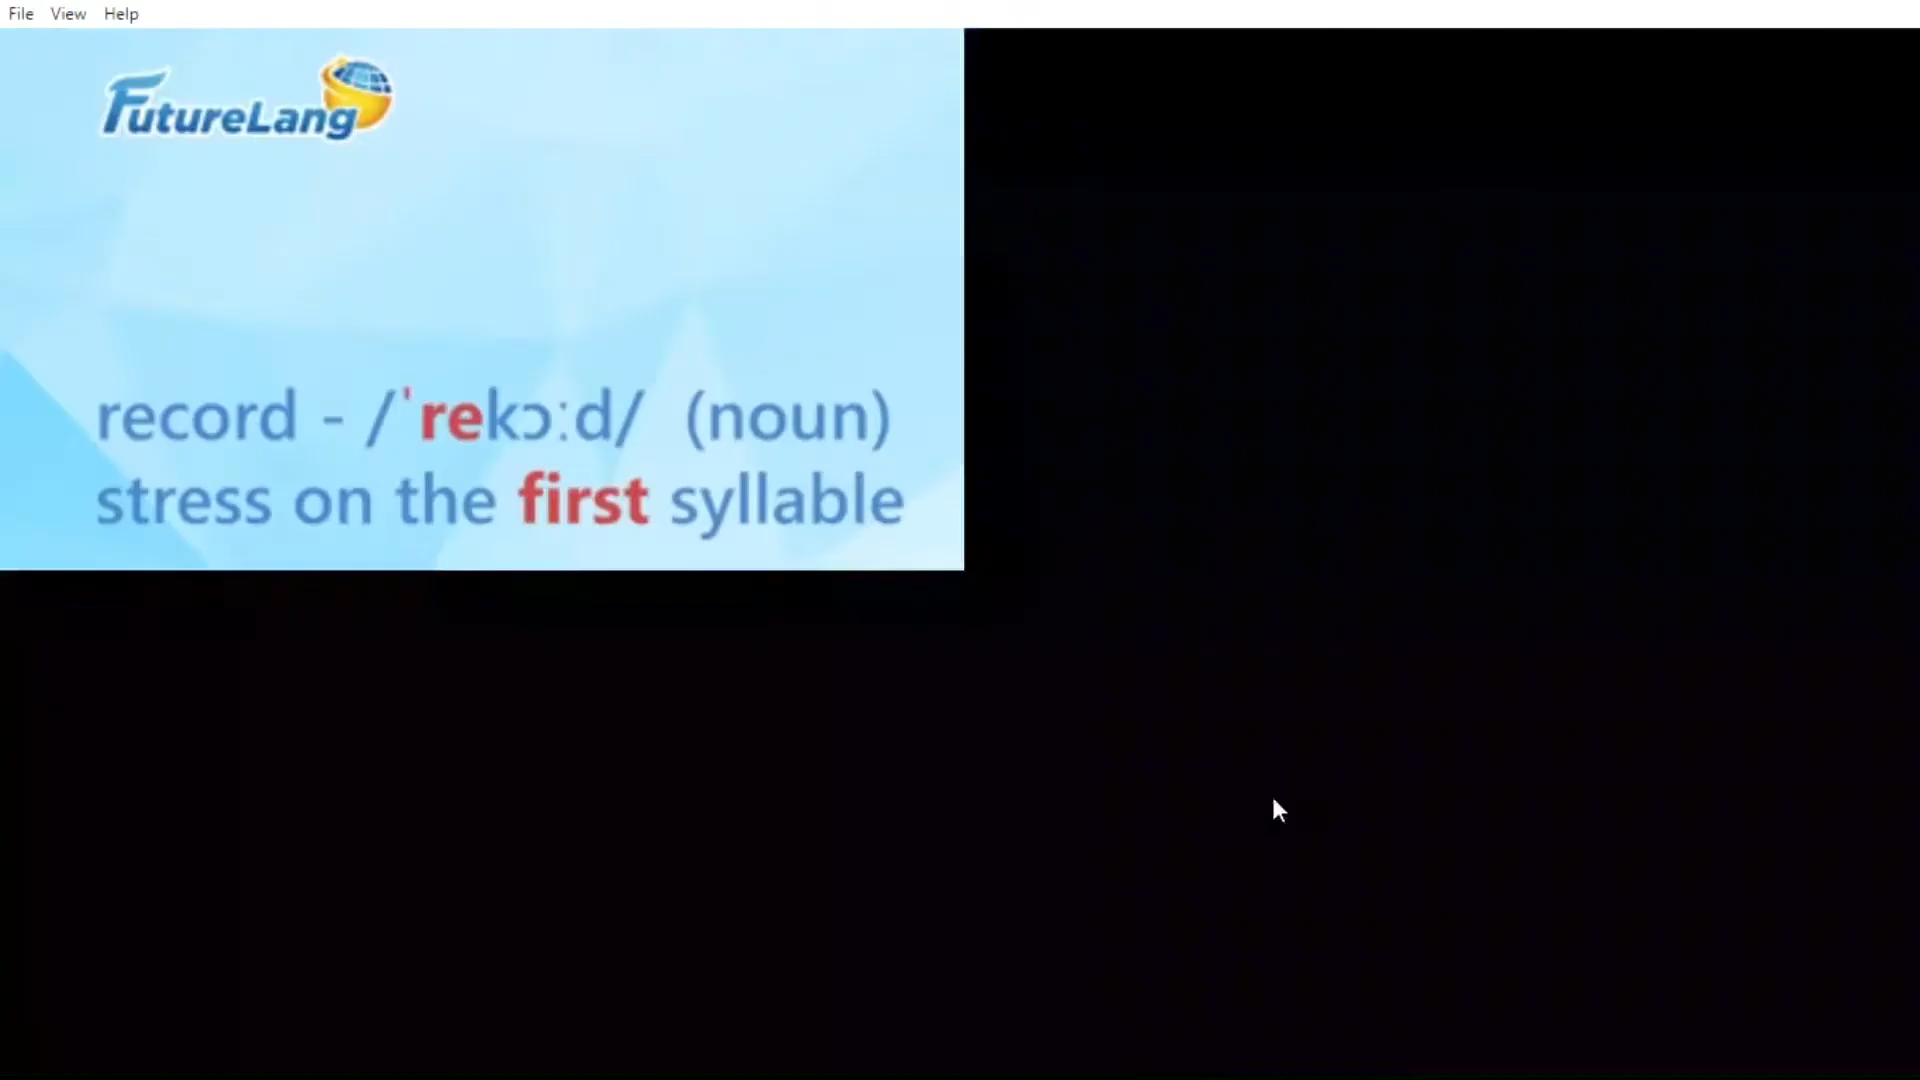 File View Help
FutureLang
record - /ˈrekɔːd/ (noun)
stress on the first syllable